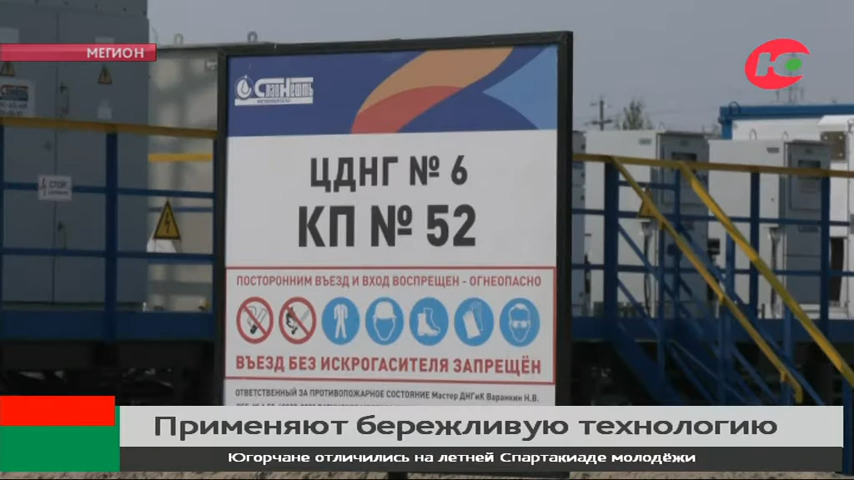 МЕГИОН
Ю
СлавНефть
ЦДНГ № 6
КП № 52
СТОЙ
ПОСТОРОННИМ ВЪЕЗД И ВХОД ВОСПРЕЩЕН - ОГНЕОПАСНО
ВЪЕЗД БЕЗ ИСКРОГАСИТЕЛЯ ЗАПРЕЩЁН
ОТВЕТСТВЕННЫЙ ЗА ПРОТИВОПОЖАРНОЕ СОСТОЯНИЕ Мастер ДНГиК Варанкин Н.В.
Применяют бережливую технологию
Югорчане отличились на летней Спартакиаде молодёжи